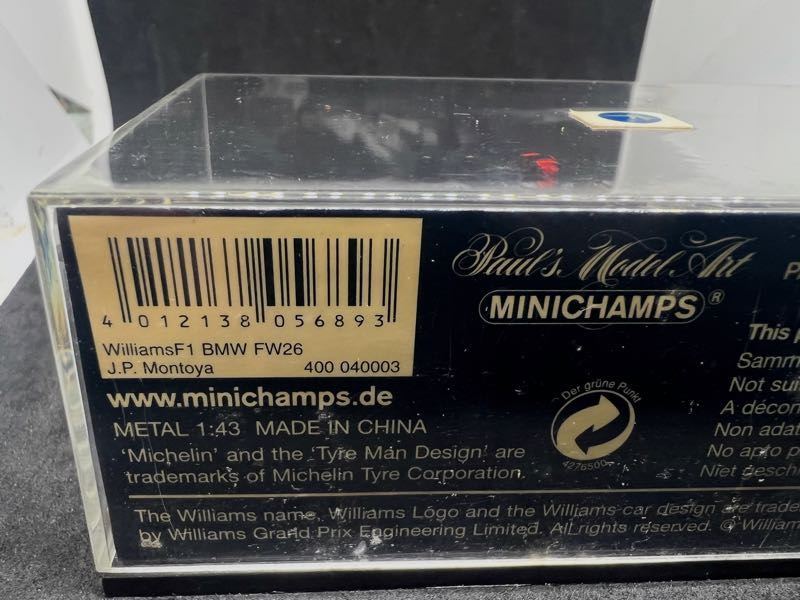 4 012138 056893
WilliamsF1 BMW FW26
J.P. Montoya 400 040003
www.minichamps.de
METAL 1:43 MADE IN CHINA
'Michelin' and the 'Tyre Man Design' are
trademarks of Michelin Tyre Corporation.
The Williams name, Williams Logo and the Williams car design are trade
by Williams Grand Prix Engineering Limited. All rights reserved. © William
Paul's Model Art
MINICHAMPS ®
Der grüne Punkt
4276500
This
Samm
Not sui
A décon
Non adat
No apto p
Niet gesch